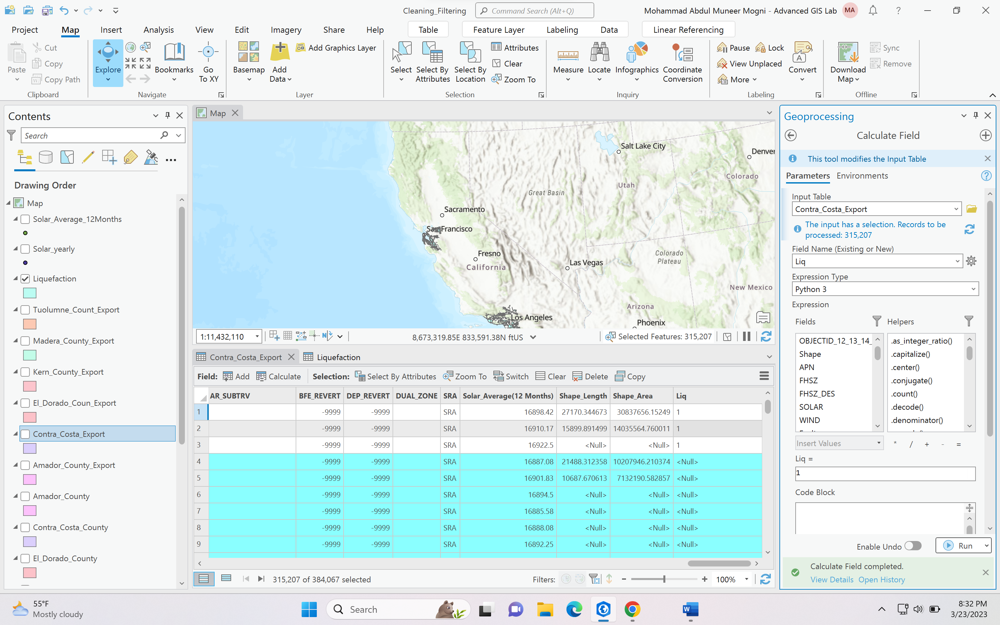 Cleaning_Filtering
Command Search (Alt+Q)
Mohammad Abdul Muneer Mogni - Advanced GIS Lab
MA
?
Project
Map
Insert
Analysis
View
Edit
Imagery
Share
Help
Table
Feature Layer
Labeling
Data
Linear Referencing
Paste
Cut
Copy
Copy Path
Clipboard
Explore
Bookmarks
Go
To XY
Navigate
Basemap
Add
Data
Add Graphics Layer
Layer
Select
Select By
Attributes
Select By
Location
Attributes
Clear
Zoom To
Selection
Measure
Locate
Infographics
Coordinate
Conversion
Inquiry
Pause
Lock
View Unplaced
More
Convert
Labeling
Download
Map
Sync
Remove
Offline
Contents
Search
Drawing Order
Map
Solar_Average_12Months
Solar_yearly
Liquefaction
Tuolumne_Count_Export
Madera_County_Export
Kern_County_Export
El_Dorado_Coun_Export
Contra_Costa_Export
Amador_County_Export
Amador_County
Contra_Costa_County
El_Dorado_County
Map
Salt Lake City
Denver
Colorado
Utah
Great Basin
Sacramento
San Francisco
Fresno
California
Las Vegas
Colorado
Plateau
New Mexico
Arizona
Los Angeles
Phoenix
1:11,432,110
8,673,319.85E 833,591.38N ftUS
Selected Features: 315,207
Contra_Costa_Export
Liquefaction
Field: Add Calculate Selection: Select By Attributes Zoom To Switch Clear Delete Copy
AR_SUBTRV BFE_REVERT DEP_REVERT DUAL_ZONE SRA Solar_Average(12 Months) Shape_Length Shape_Area Liq
1 -9999 -9999 SRA 16898.42 27170.344673 30837656.15249 1
2 -9999 -9999 SRA 16910.17 15899.891499 14035564.760011 1
3 -9999 -9999 SRA 16922.5 <Null> <Null> 1
4 -9999 -9999 SRA 16887.08 21488.312358 10207946.210374 <Null>
5 -9999 -9999 SRA 16901.83 10687.670613 7132190.582857 <Null>
6 -9999 -9999 SRA 16894.5 <Null> <Null> <Null>
7 -9999 -9999 SRA 16885.58 <Null> <Null> <Null>
8 -9999 -9999 SRA 16888.08 <Null> <Null> <Null>
9 -9999 -9999 SRA 16892.25 <Null> <Null> <Null>
315,207 of 384,067 selected
Filters:
100%
Geoprocessing
Calculate Field
This tool modifies the Input Table
Parameters Environments
Input Table
Contra_Costa_Export
The input has a selection. Records to be
processed: 315,207
Field Name (Existing or New)
Liq
Expression Type
Python 3
Expression
Fields
Helpers
OBJECTID_12_13_14_
Shape
APN
FHSZ
FHSZ_DES
SOLAR
WIND
.as_integer_ratio()
.capitalize()
.center()
.conjugate()
.count()
.decode()
.denominator()
Insert Values
* / + - =
Liq =
1
Code Block
Enable Undo
Run
Calculate Field completed.
View Details Open History
55°F
Mostly cloudy
Search
8:32 PM
3/23/2023